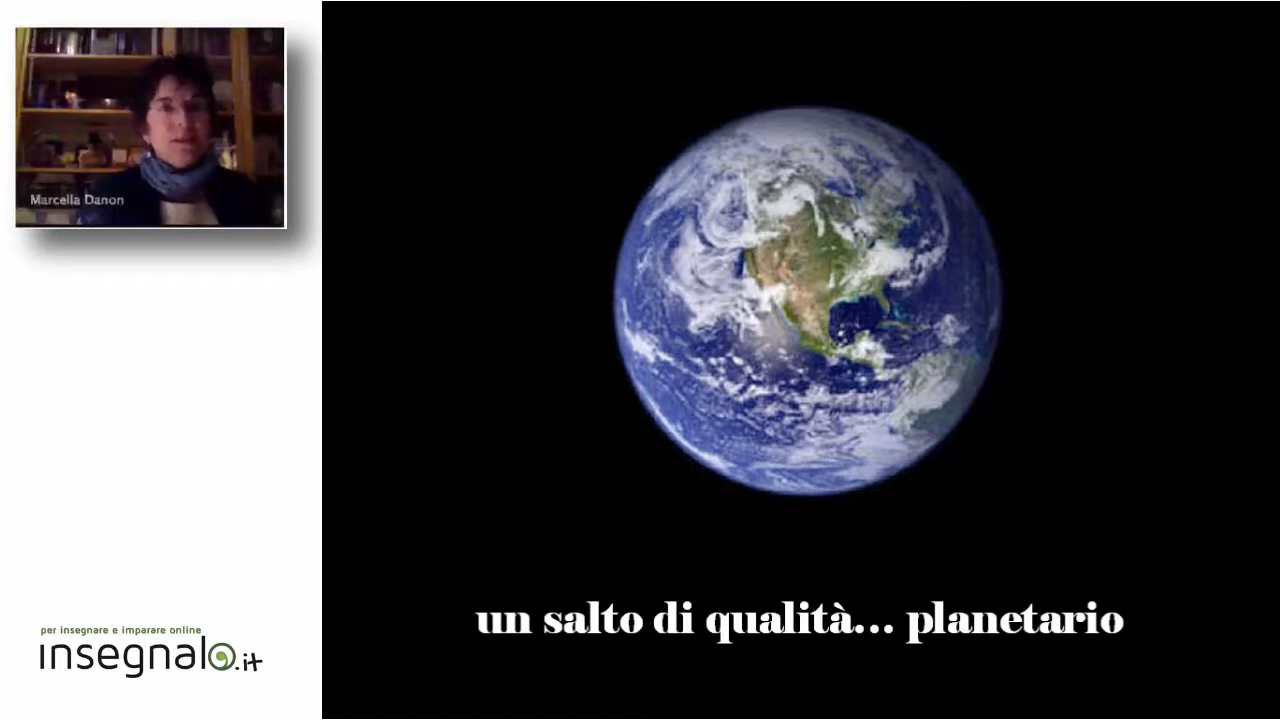 Marcella Danon
per insegnare e imparare online
insegnalo.it
un salto di qualità... planetario